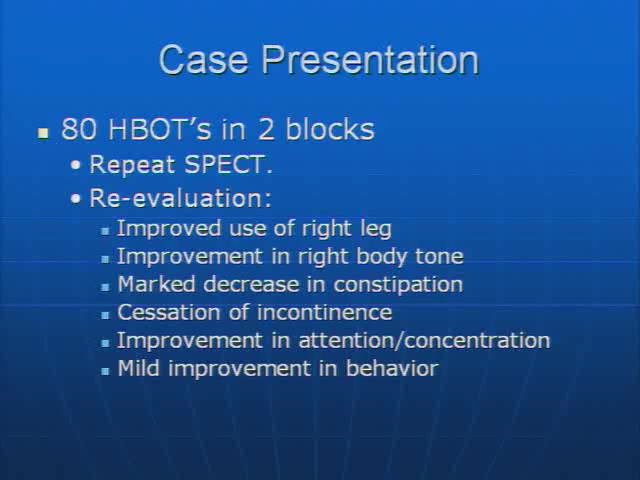 Case Presentation
80 HBOT's in 2 blocks
Repeat SPECT.
Re-evaluation:
Improved use of right leg
Improvement in right body tone
Marked decrease in constipation
Cessation of incontinence
Improvement in attention/concentration
Mild improvement in behavior